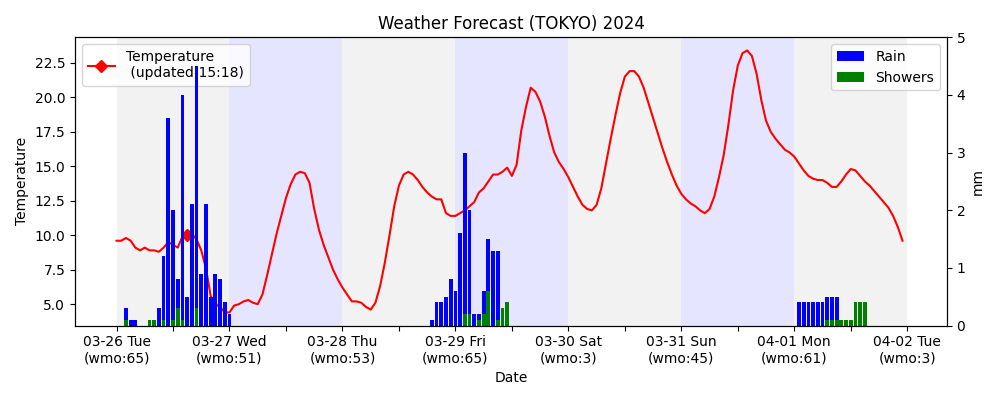 Weather Forecast (TOKYO) 2024
Temperature
(updated 15:18)
Rain
Showers
Temperature
22.5
20.0
17.5
15.0
12.5
10.0
7.5
5.0
5
4
3
2
1
0
mm
03-26 Tue
(wmo:65)
03-27 Wed
(wmo:51)
03-28 Thu
(wmo:53)
03-29 Fri
(wmo:65)
03-30 Sat
(wmo:3)
03-31 Sun
(wmo:45)
04-01 Mon
(wmo:61)
04-02 Tue
(wmo:3)
Date